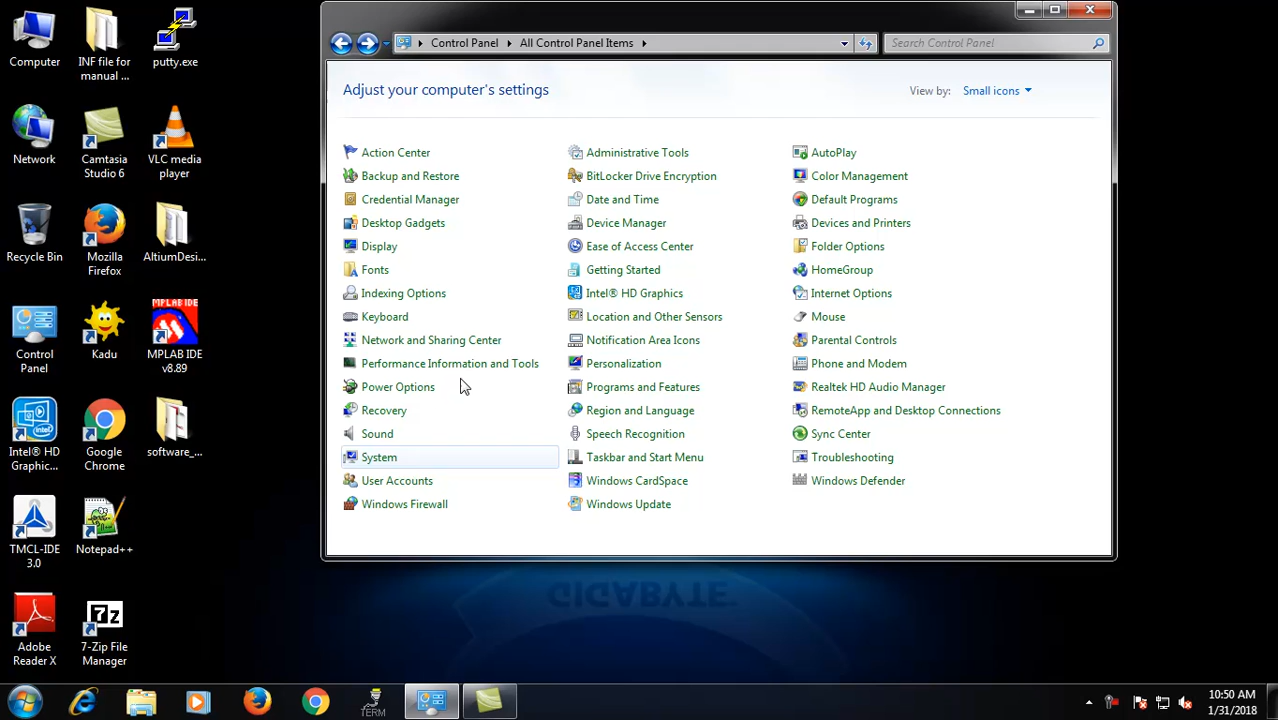 Computer
INF file for
manual ...
putty.exe
Network
Camtasia
Studio 6
VLC media
player
Recycle Bin
Mozilla
Firefox
AltiumDesi...
Control
Panel
Kadu
MPLAB IDE
MPLAB IDE
v8.89
Intel® HD
Graphic...
Google
Chrome
software_...
TMCL-IDE
3.0
Notepad++
Adobe
Reader X
7z
7-Zip File
Manager
Control Panel
All Control Panel Items
Search Control Panel
Adjust your computer's settings
View by:
Small icons
Action Center
Administrative Tools
AutoPlay
Backup and Restore
BitLocker Drive Encryption
Color Management
Credential Manager
Date and Time
Default Programs
Desktop Gadgets
Device Manager
Devices and Printers
Display
Ease of Access Center
Folder Options
Fonts
Getting Started
HomeGroup
Indexing Options
Intel® HD Graphics
Internet Options
Keyboard
Location and Other Sensors
Mouse
Network and Sharing Center
Notification Area Icons
Parental Controls
Performance Information and Tools
Personalization
Phone and Modem
Power Options
Programs and Features
Realtek HD Audio Manager
Recovery
Region and Language
RemoteApp and Desktop Connections
Sound
Speech Recognition
Sync Center
System
Taskbar and Start Menu
Troubleshooting
User Accounts
Windows CardSpace
Windows Defender
Windows Firewall
Windows Update
GIGABYTE
TERM
10:50 AM
1/31/2018